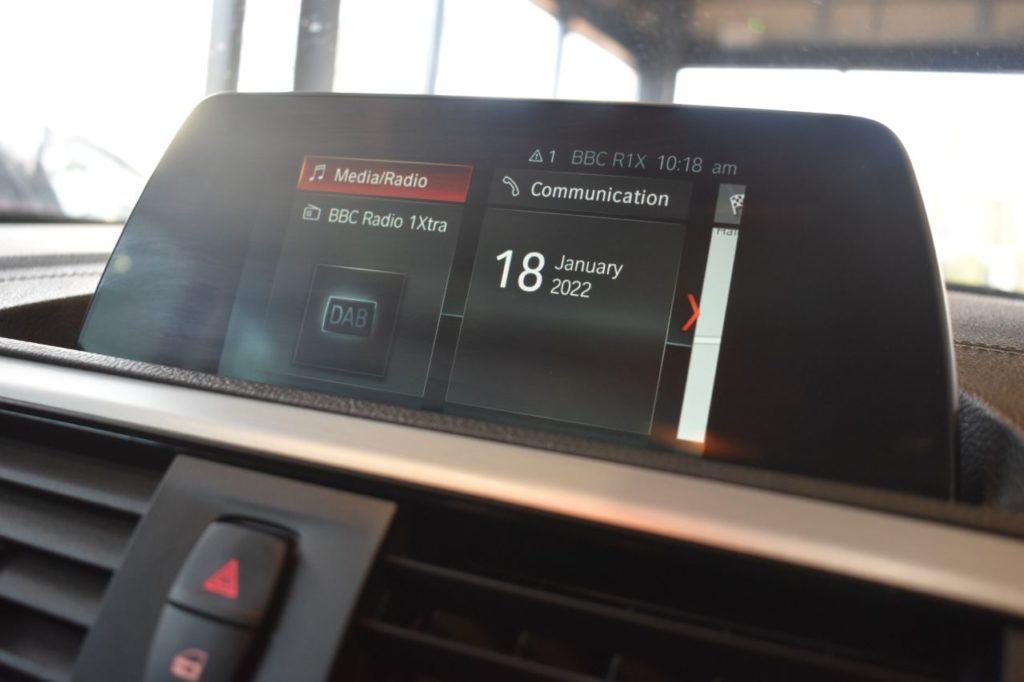 1 BBC R1X 10:18 am
Media/Radio
BBC Radio 1Xtra
DAB
Communication
18 January
2022